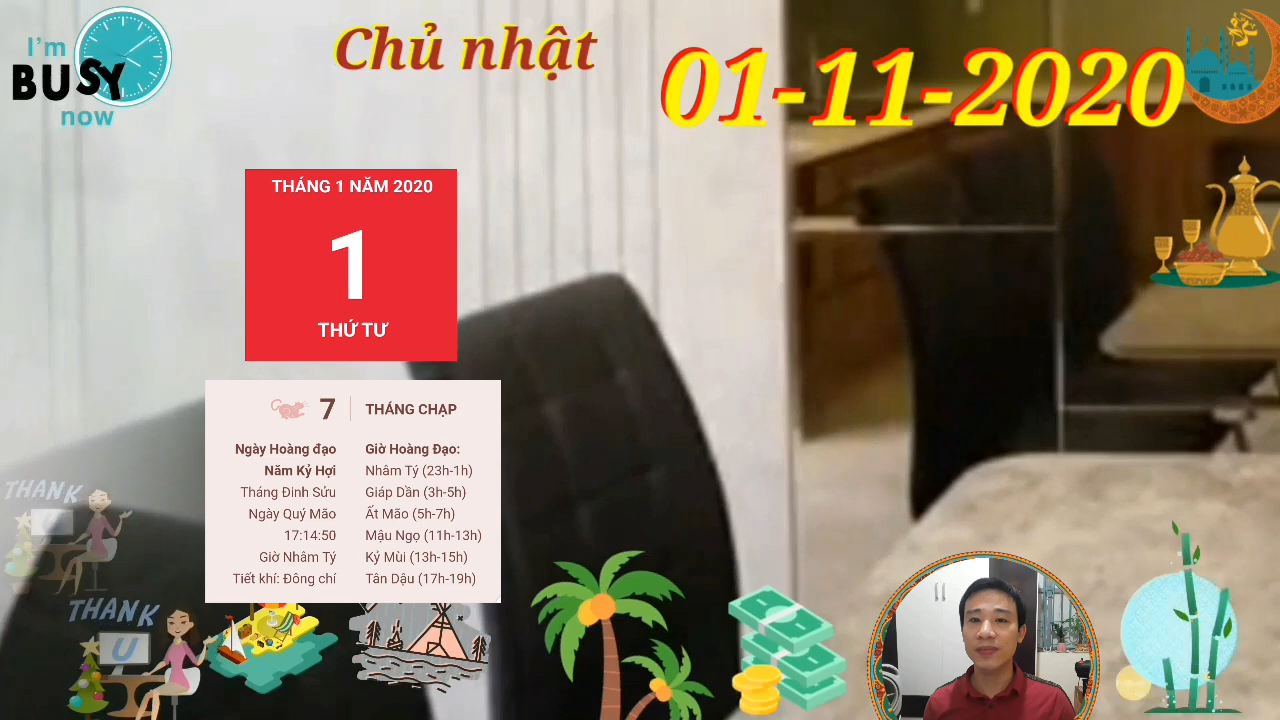 I'm
BUSY
now
Chủ nhật
01-11-2020
THÁNG 1 NĂM 2020
1
THỨ TƯ
7
THÁNG CHẠP
Ngày Hoàng đạo
Năm Kỷ Hợi
Tháng Đinh Sửu
Ngày Quý Mão
17:14:50
Giờ Nhâm Tý
Tiết khí: Đông chí
Giờ Hoàng Đạo:
Nhâm Tý (23h-1h)
Giáp Dần (3h-5h)
Ất Mão (5h-7h)
Mậu Ngọ (11h-13h)
Kỷ Mùi (13h-15h)
Tân Dậu (17h-19h)
THANK
U
THANK
U